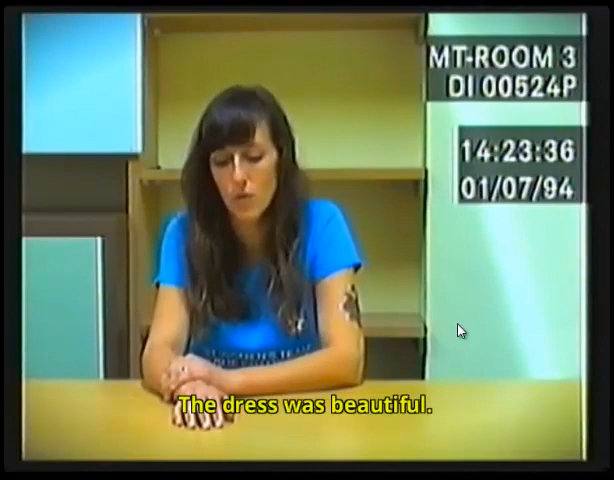 MT-ROOM 3
DI 00524P
14:23:36
01/07/94
The dress was beautiful.